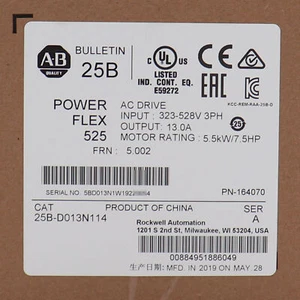 AB
QUALITY
BULLETIN
25B
C UL US
LISTED
IND. CONT. EQ.
E59272
CE
EAC
KCC-REM-RAA-25B-D
POWER
FLEX
525
AC DRIVE
INPUT : 323-528V 3PH
OUTPUT : 13.0A
MOTOR RATING : 5.5kW/7.5HP
25
FRN : 5.002
PN-164070
CAT
25B-D013N114
PRODUCT OF CHINA
Rockwell Automation
1201 S 2nd St, Milwaukee, WI 53204, USA
SER
A
00884951886049
生产日期: MFD. IN 2019 ON MAY. 28